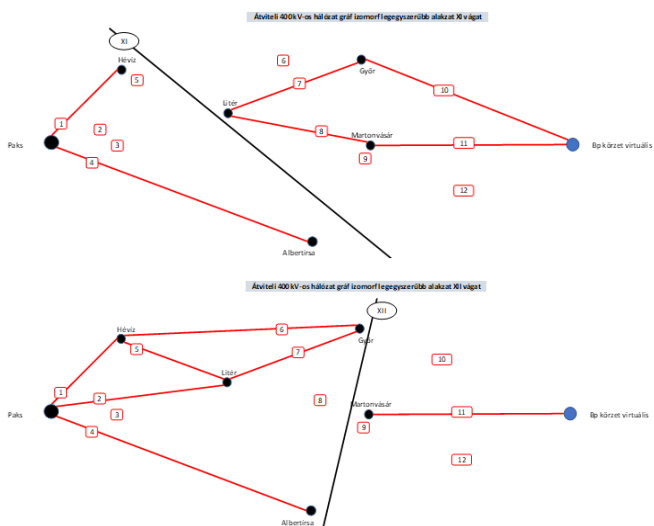 Átviteli 400 kV-os hálózat gráf izomorf legegyszerűbb alakzat XI vágat
XI
Hévíz
6
5
Győr
7
10
Litér
1
2
8
Martonvásár
Paks
3
11
Bp körzet virtuális
4
9
12
Albertirsa
Átviteli 400 kV-os hálózat gráf izomorf legegyszerűbb alakzat XII vágat
XII
Hévíz
6
Győr
5
7
10
Litér
1
2
8
Martonvásár
Paks
3
11
Bp körzet virtuális
4
9
12
Albertirsa